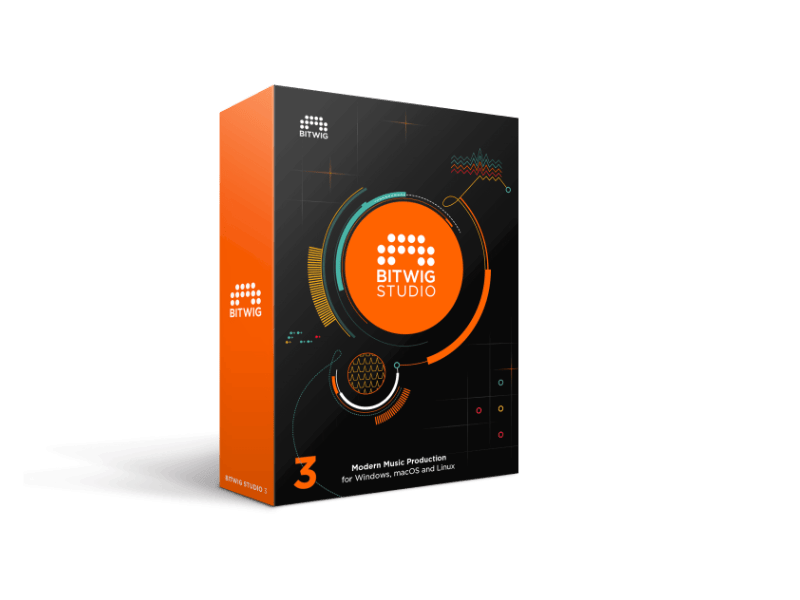 BITWIG
BITWIG
STUDIO
BITWIG
3
Modern Music Production
for Windows, macOS and Linux
BITWIG STUDIO 3